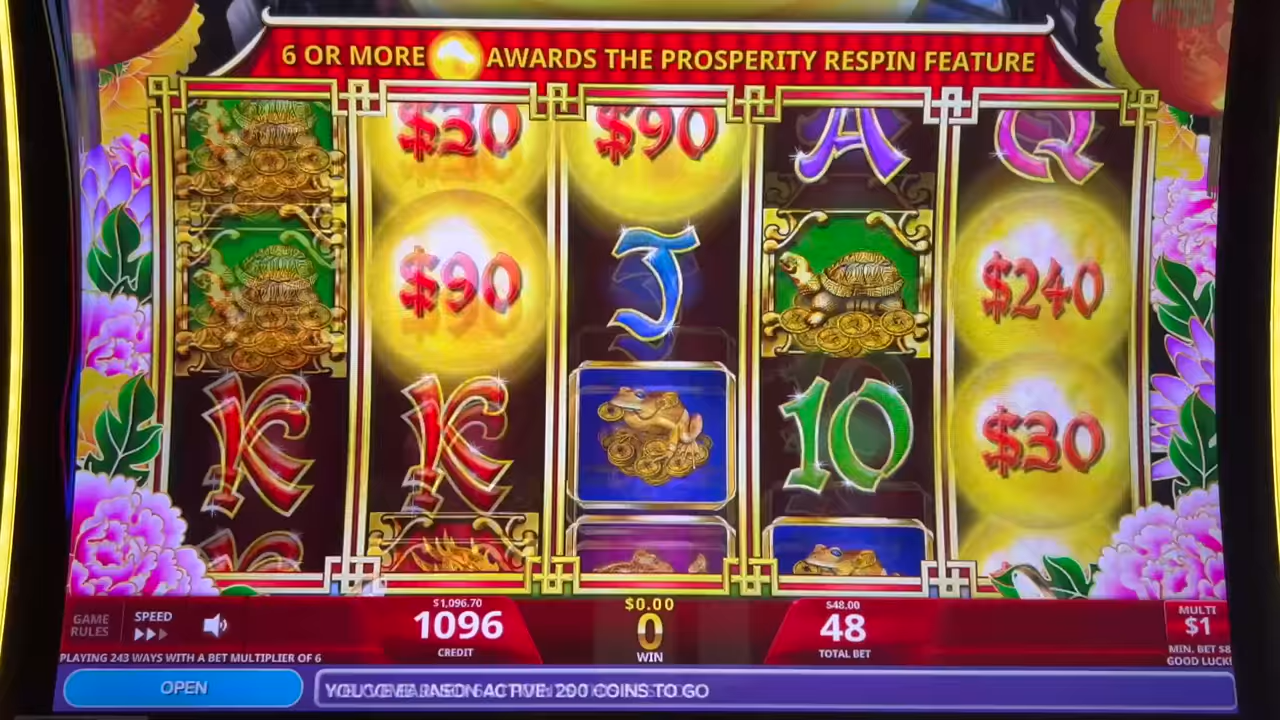 6 OR MORE AWARDS THE PROSPERITY RESPIN FEATURE
$30 $90 A Q
$90 J $240
K K 10 $30
GAME RULES
SPEED
$1,096.70
1096
CREDIT
$0.00
0
WIN
$48.00
48
TOTAL BET
MULTI
$1
MIN. BET $8
GOOD LUCK!
PLAYING 243 WAYS WITH A BET MULTIPLIER OF 6
OPEN
COINS TO GO